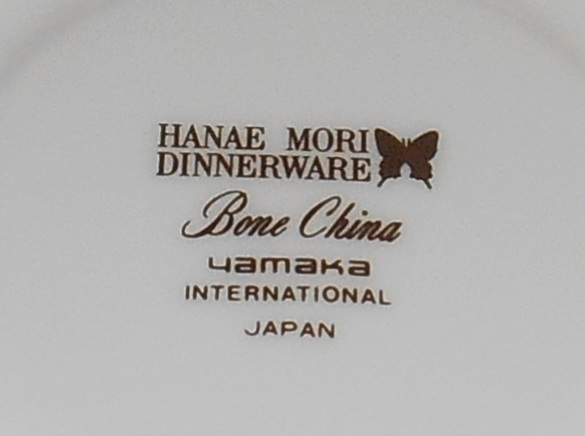 HANAE MORI
DINNERWARE
Bone China
yamaka
INTERNATIONAL
JAPAN